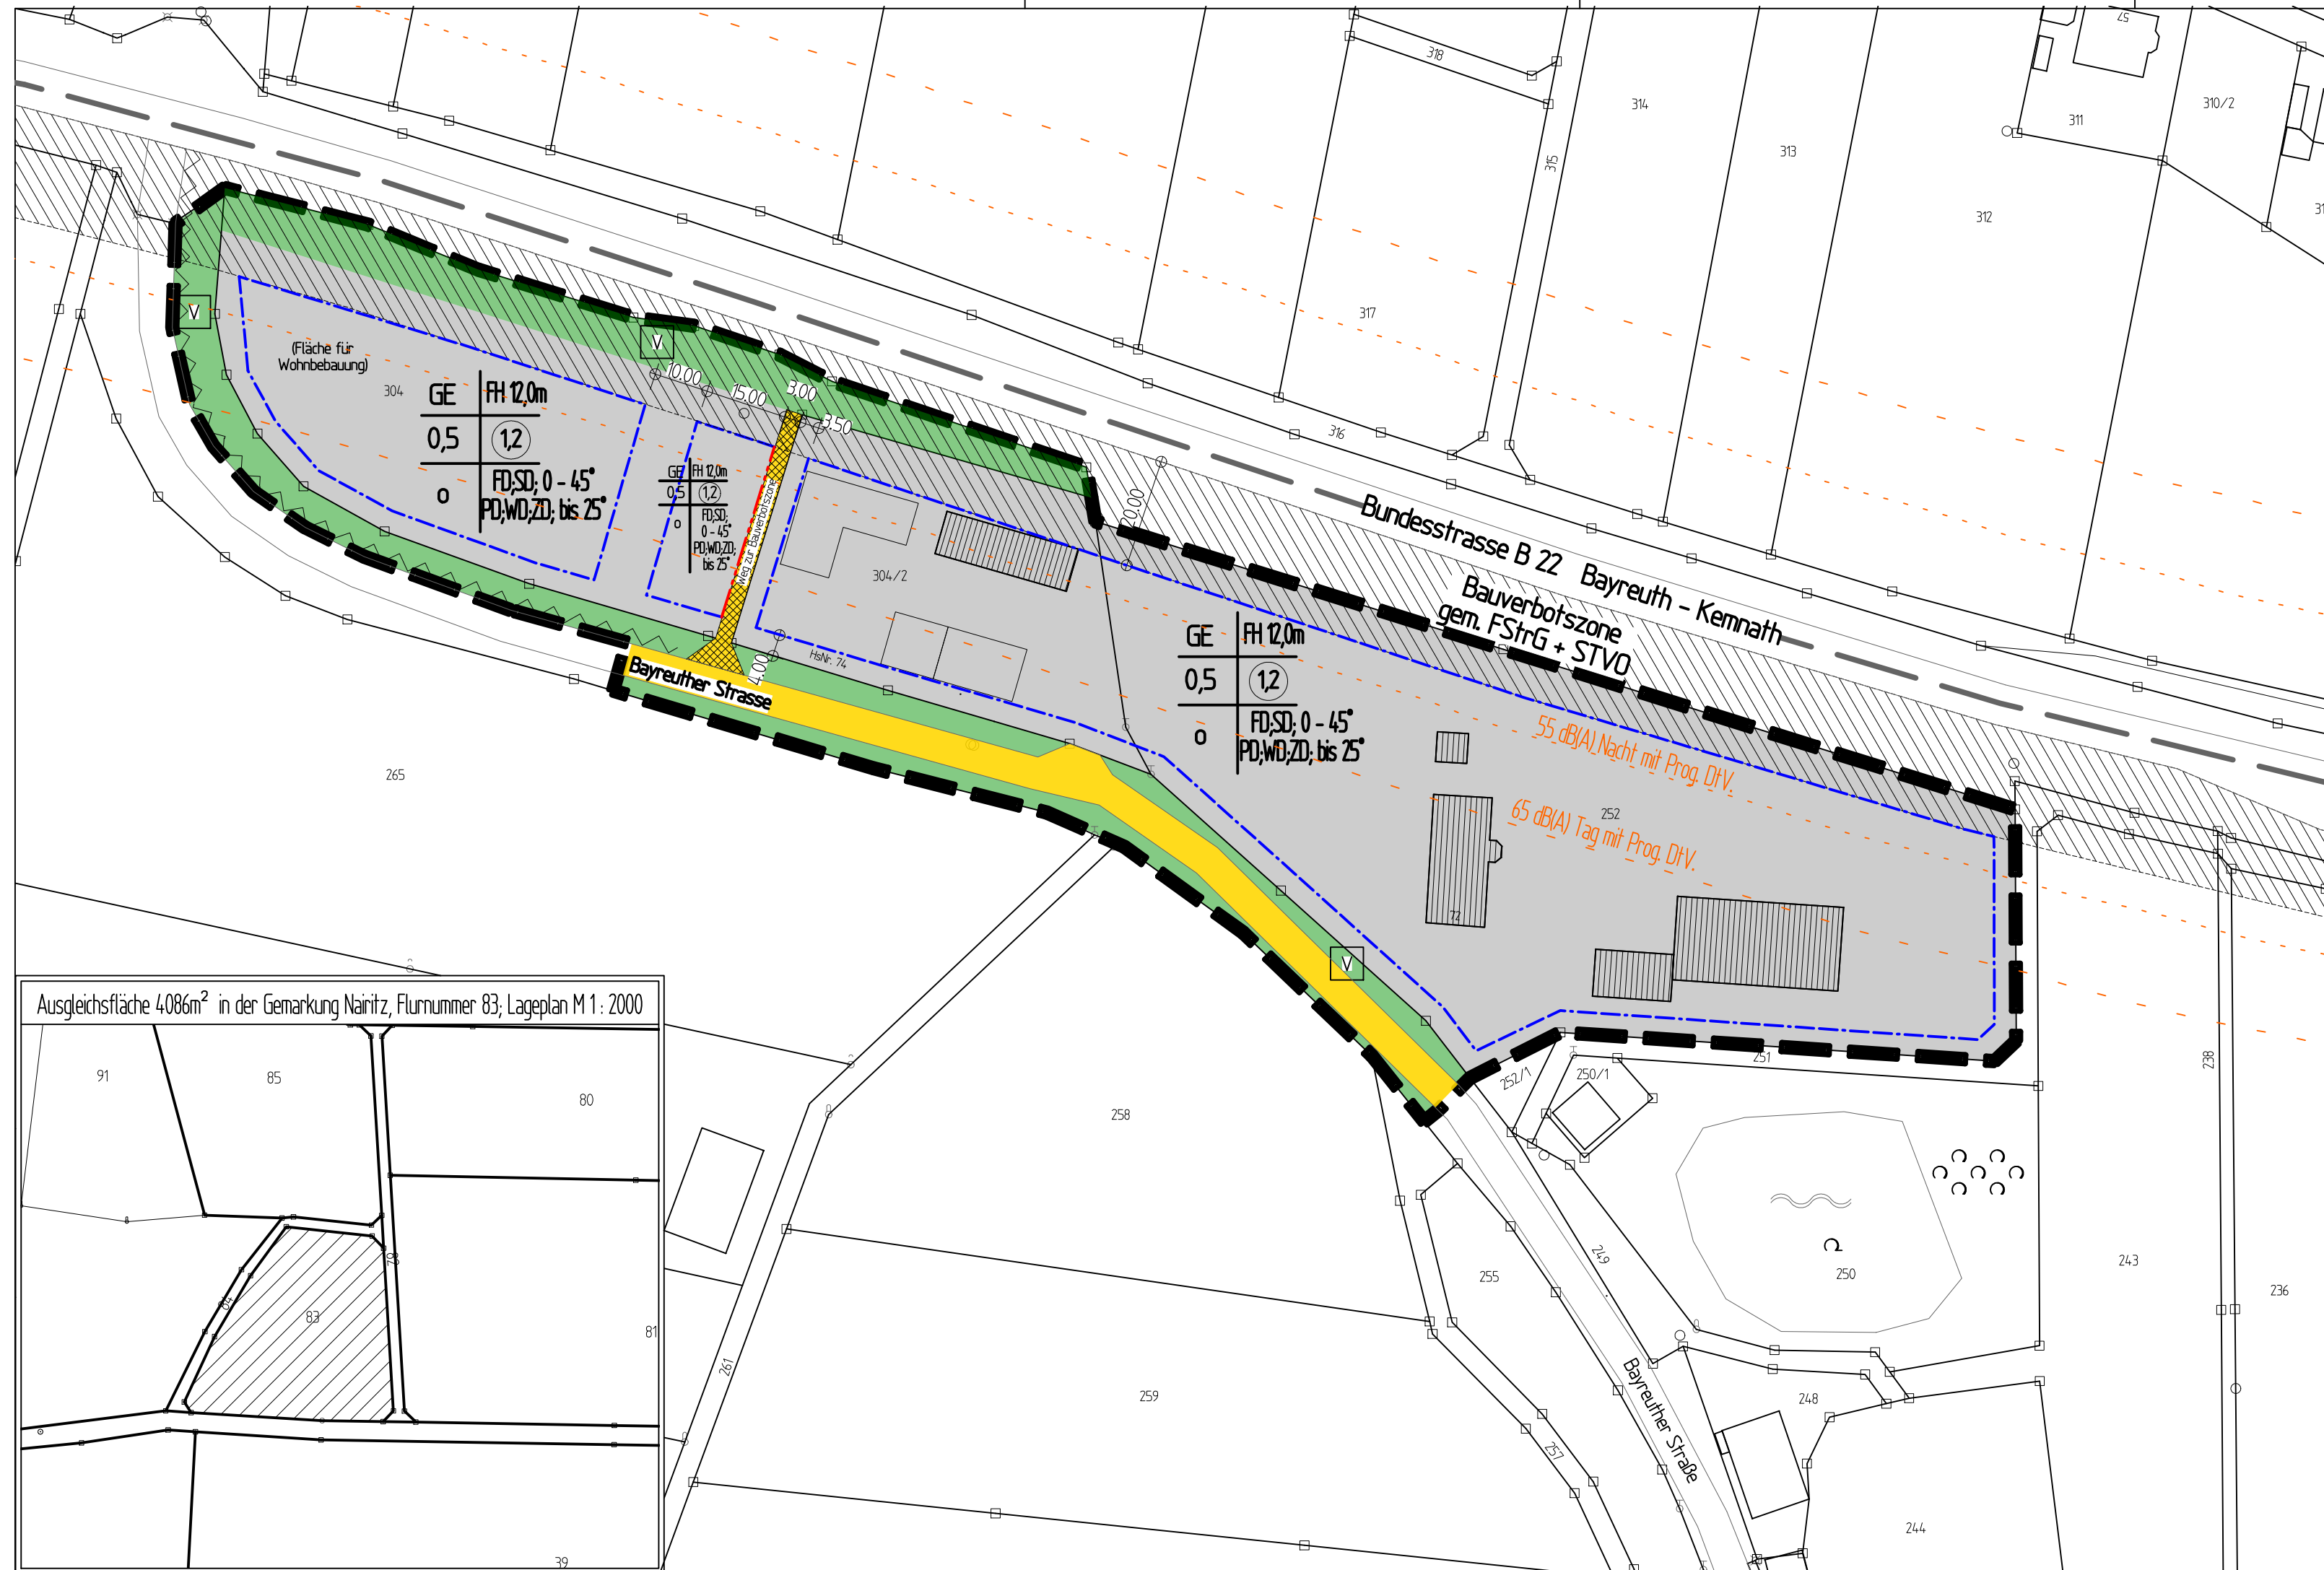 45
318
314
310/2
311
313
315
312
31
317
V
(Fläche für
Wohnbebauung)
304
V
10.00
15.00
3.00
3.50
GE
FH 12,0m
0,5
1,2
o
FD;SD; 0 - 45°
PD;WD;ZD; bis 25°
GE
FH 12,0m
0,5
1,2
o
FD;SD;
0 - 45°
PD;WD;ZD;
bis 25°
Weg zur Bauverbotszone
316
20.00
304/2
Bundesstrasse B 22 Bayreuth - Kemnath
Bauverbotszone
gem. FStrG + STVO
GE
FH 12,0m
0,5
1,2
o
FD;SD; 0 - 45°
PD;WD;ZD; bis 25°
HsNr. 74
4.00
Bayreuther Strasse
55 dB(A) Nacht mit Prog. DtV.
65 dB(A) Tag mit Prog. DtV.
252
265
72
V
251
252/1
250/1
238
258
250
243
236
249
255
259
261
257
248
244
Bayreuther Straße
Ausgleichsfläche 4086m² in der Gemarkung Nairitz, Flurnummer 83; Lageplan M 1 : 2000
91
85
80
79
84
83
81
39